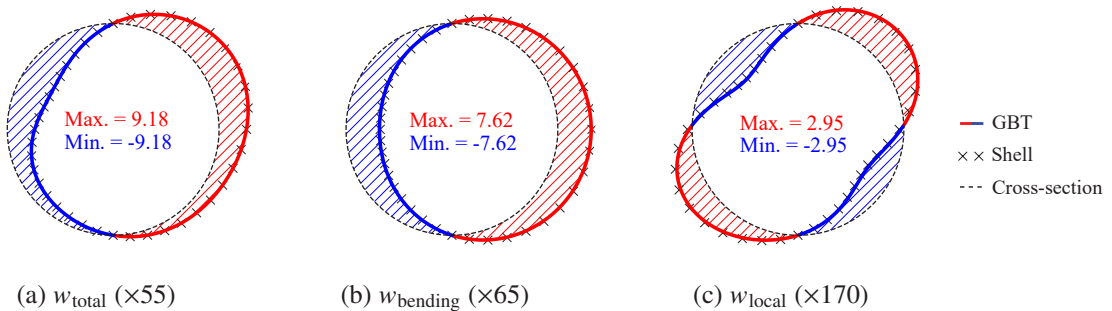 Max. = 9.18
Min. = -9.18
Max. = 7.62
Min. = -7.62
Max. = 2.95
Min. = -2.95
GBT
Shell
Cross-section
(a) w_total (×55)
(b) w_bending (×65)
(c) w_local (×170)